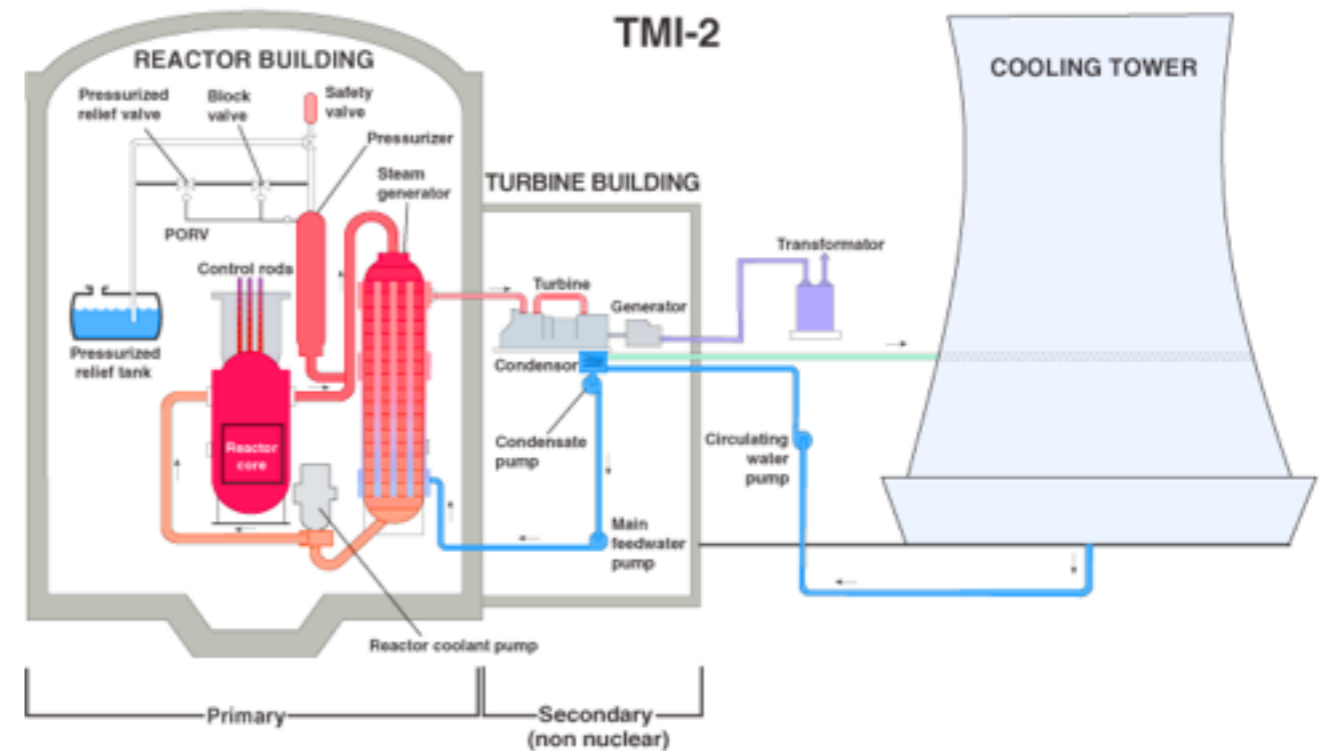 TMI-2
REACTOR BUILDING
COOLING TOWER
Pressurized
relief valve
Block
valve
Safety
valve
Pressurizer
Steam
generator
TURBINE BUILDING
PORV
Transformator
Control rods
Turbine
Generator
Pressurized
relief tank
Condensor
Reactor
core
Condensate
pump
Circulating
water
pump
Main
feedwater
pump
Reactor coolant pump
Primary
Secondary
(non nuclear)